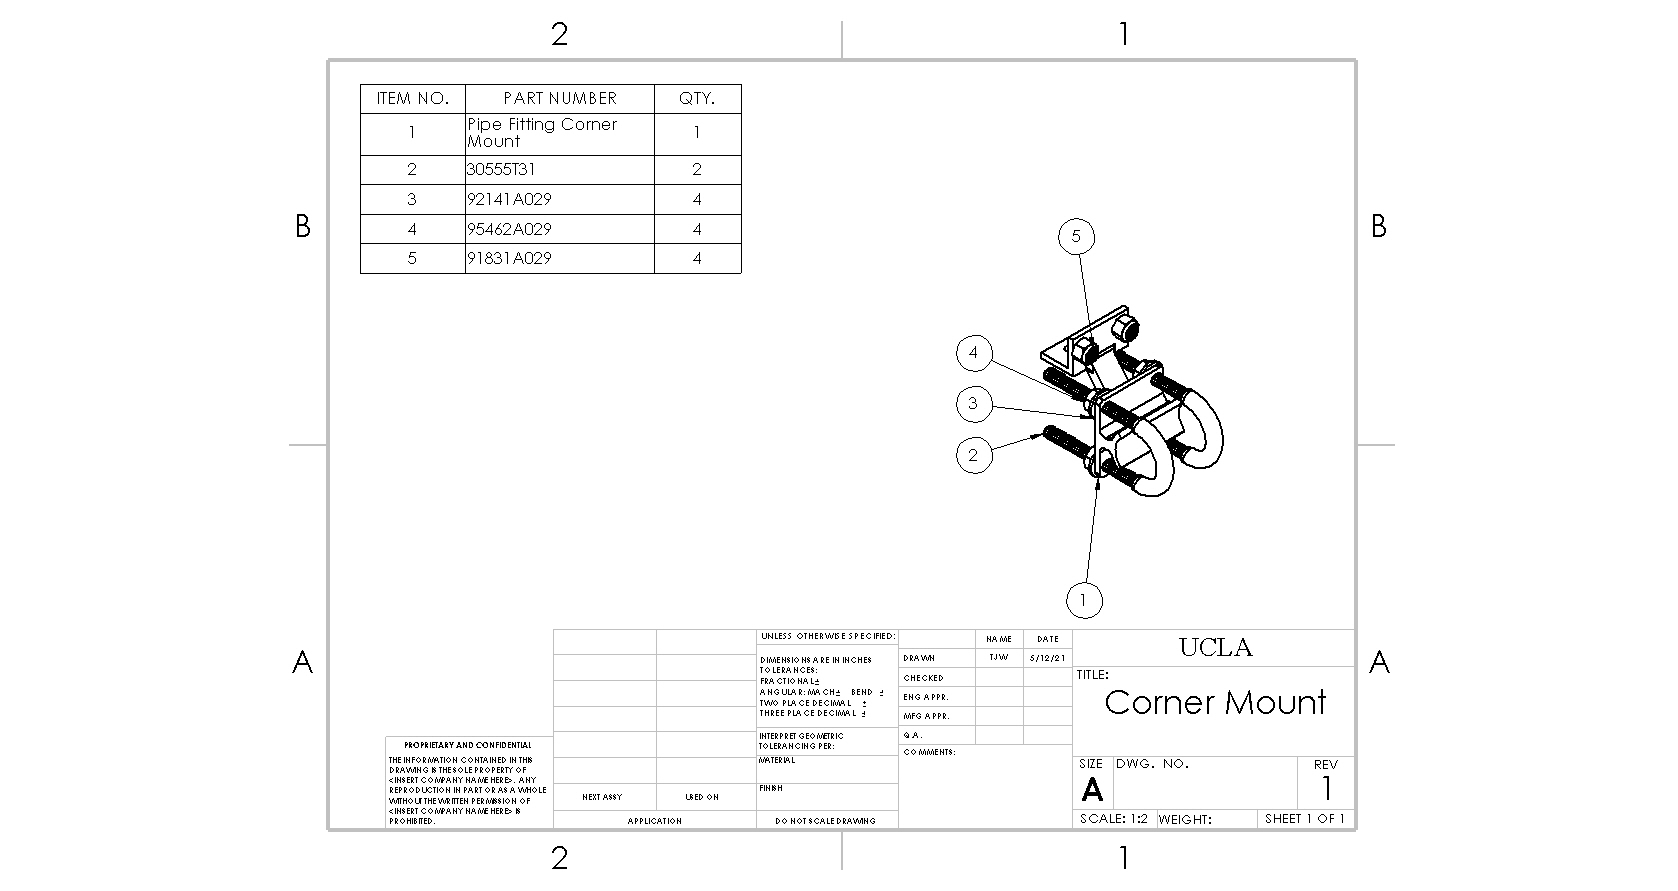 2 1
ITEM NO. PART NUMBER QTY.
1 Pipe Fitting Corner Mount 1
2 30555T31 2
3 92141A029 4
4 95462A029 4
5 91831A029 4
B B
5
4
3
2
1
A A
UNLESS OTHERWISE SPECIFIED:
DIMENSIONS ARE IN INCHES
TOLERANCES:
FRACTIONAL±
ANGULAR: MACH± BEND ±
TWO PLACE DECIMAL ±
THREE PLACE DECIMAL ±
INTERPRET GEOMETRIC
TOLERANCING PER:
MATERIAL
FINISH
DO NOT SCALE DRAWING
NAME DATE
DRAWN TJW 5/12/21
CHECKED
ENG APPR.
MFG APPR.
Q.A.
COMMENTS:
UCLA
TITLE:
Corner Mount
SIZE DWG. NO. REV
A 1
SCALE: 1:2 WEIGHT: SHEET 1 OF 1
PROPRIETARY AND CONFIDENTIAL
THE INFORMATION CONTAINED IN THIS
DRAWING IS THE SOLE PROPERTY OF
<INSERT COMPANY NAME HERE>. ANY
REPRODUCTION IN PART OR AS A WHOLE
WITHOUT THE WRITTEN PERMISSION OF
<INSERT COMPANY NAME HERE> IS
PROHIBITED.
NEXT ASSY USED ON
APPLICATION
2 1